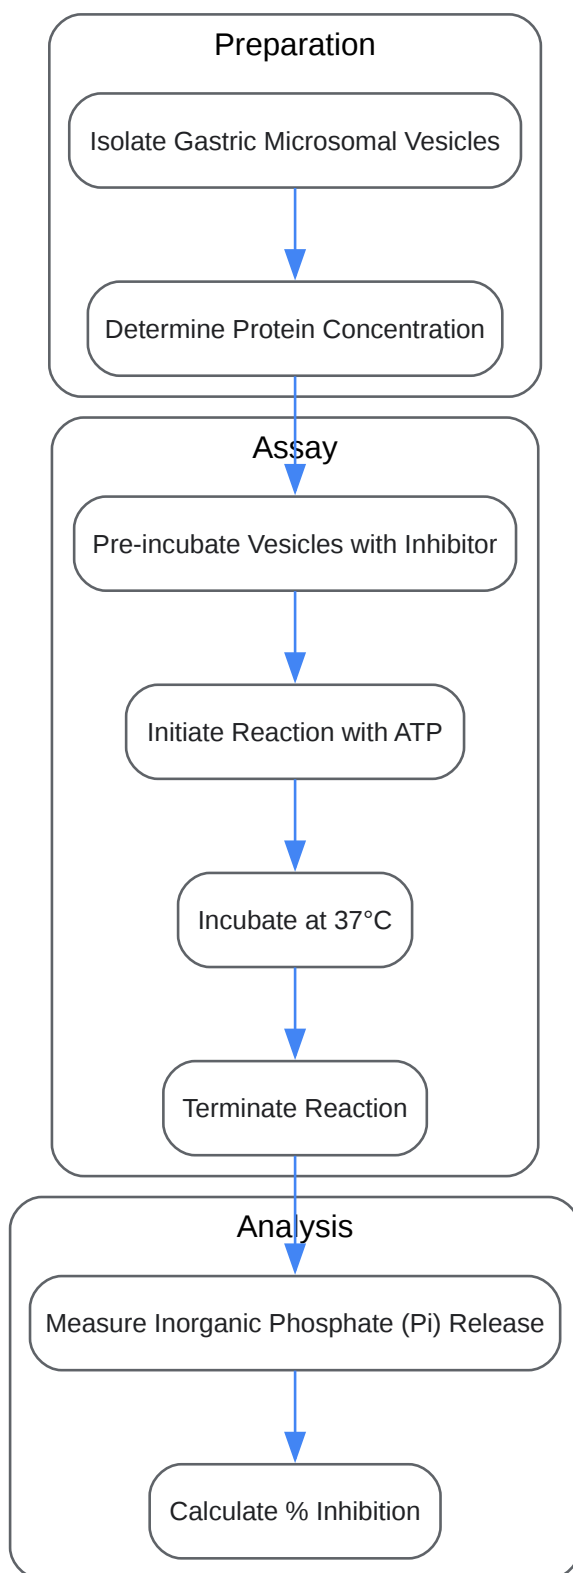 Preparation
Isolate Gastric Microsomal Vesicles
Determine Protein Concentration
Assay
Pre-incubate Vesicles with Inhibitor
Initiate Reaction with ATP
Incubate at 37°C
Terminate Reaction
Analysis
Measure Inorganic Phosphate (Pi) Release
Calculate % Inhibition